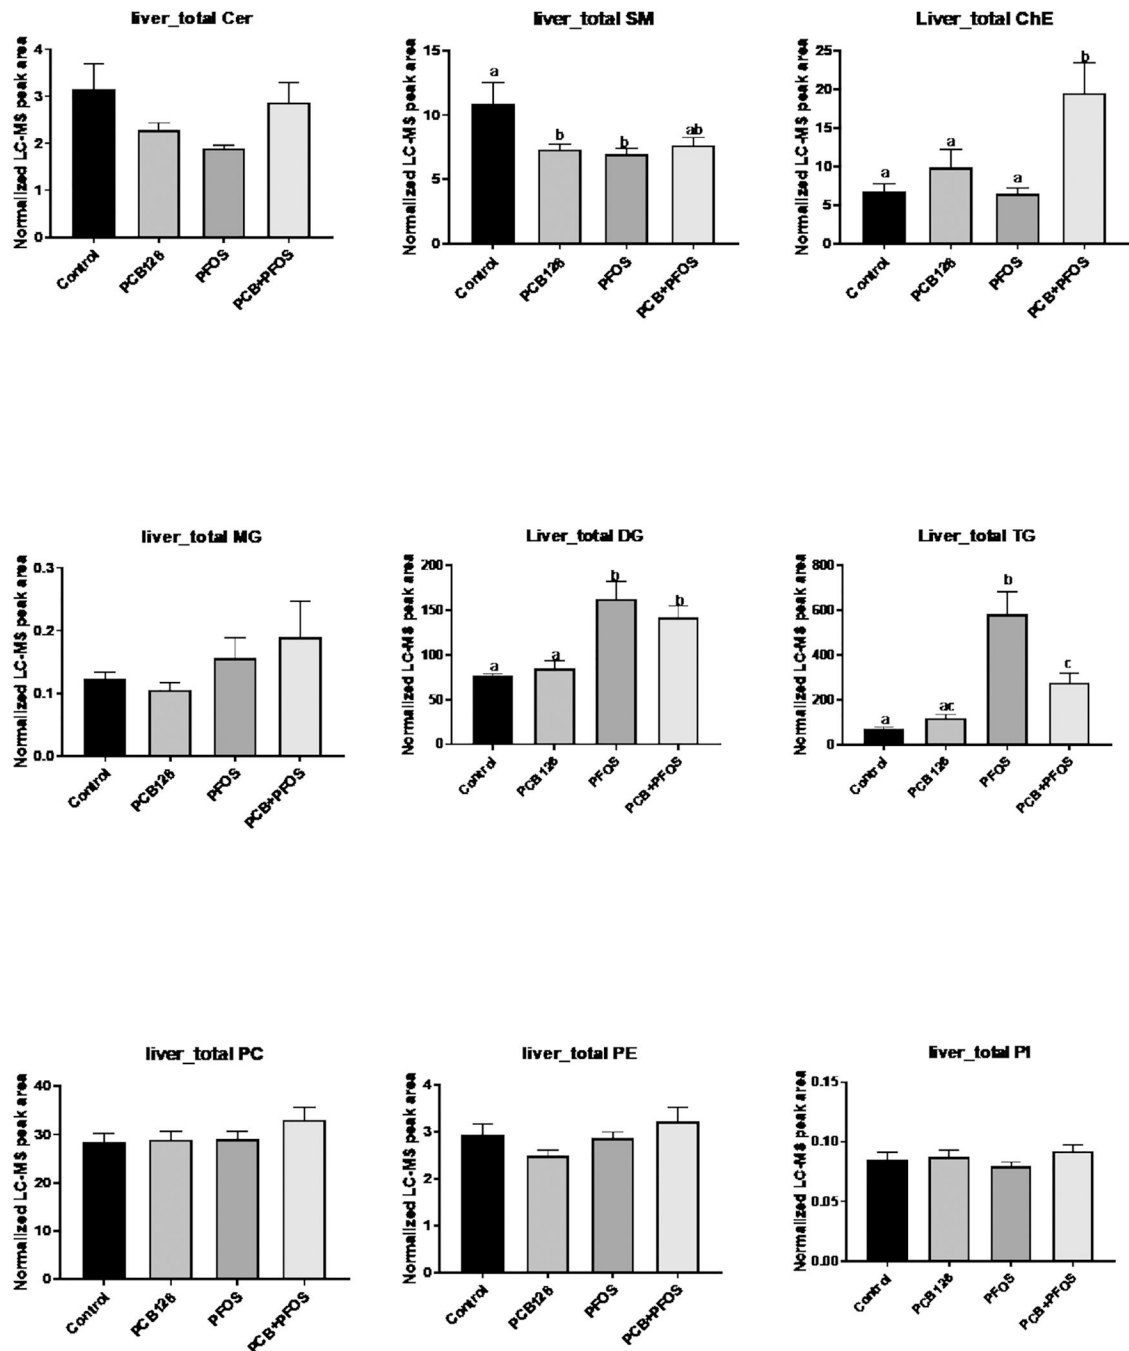 liver_total Cer
Normalized LC-MS peak area
4
3
2
1
0
Control
PCB126
PFOS
PCB+PFOS
liver_total SM
Normalized LC-MS peak area
15
10
5
0
a
b
b
ab
Control
PCB126
PFOS
PCB+PFOS
Liver_total ChE
Normalized LC-MS peak area
25
20
15
10
5
0
a
a
a
b
Control
PCB126
PFOS
PCB+PFOS
liver_total MG
Normalized LC-MS peak area
0.3
0.2
0.1
0.0
Control
PCB126
PFOS
PCB+PFOS
Liver_total DG
Normalized LC-MS peak area
200
150
100
50
0
a
a
b
b
Control
PCB126
PFOS
PCB+PFOS
Liver_total TG
Normalized LC-MS peak area
800
600
400
200
0
a
ac
b
c
Control
PCB126
PFOS
PCB+PFOS
liver_total PC
Normalized LC-MS peak area
40
30
20
10
0
Control
PCB126
PFOS
PCB+PFOS
liver_total PE
Normalized LC-MS peak area
4
3
2
1
0
Control
PCB126
PFOS
PCB+PFOS
liver_total PI
Normalized LC-MS peak area
0.15
0.10
0.05
0.00
Control
PCB126
PFOS
PCB+PFOS